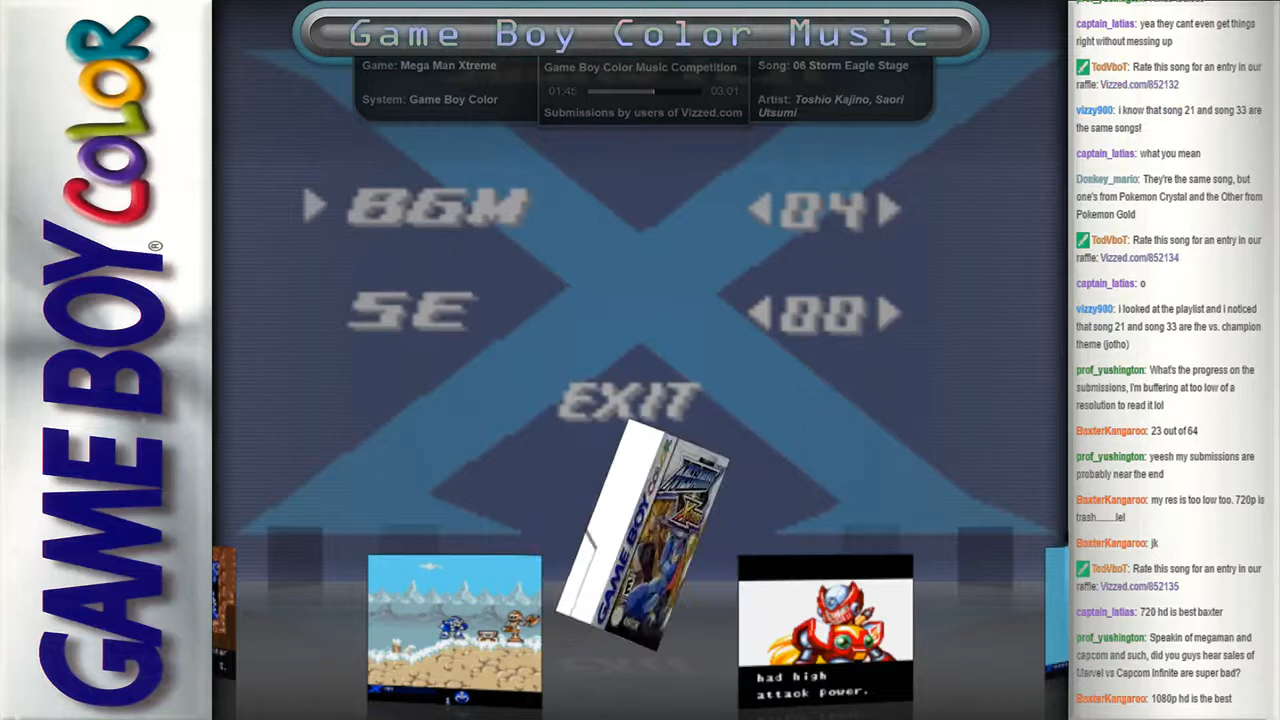 GAME BOY COLOR ®
Game Boy Color Music
Game: Mega Man Xtreme
System: Game Boy Color
Game Boy Color Music Competition
01:45 03:01
Submissions by users of Vizzed.com
Song: 06 Storm Eagle Stage
Artist: Toshio Kajino, Saori
Utsumi
BGM 04
SE 00
EXIT
GAME BOY
had high
attack power.
captain_latias: yea they cant even get things
right without messing up
TodVboT: Rate this song for an entry in our
raffle: Vizzed.com/852132
vizzy900: i know that song 21 and song 33 are
the same songs!
captain_latias: what you mean
Donkey_mario: They're the same song, but
one's from Pokemon Crystal and the Other from
Pokemon Gold
TodVboT: Rate this song for an entry in our
raffle: Vizzed.com/852134
captain_latias: o
vizzy900: i looked at the playlist and i noticed
that song 21 and song 33 are the vs. champion
theme (jotho)
prof_yushington: What's the progress on the
submissions, I'm buffering at too low of a
resolution to read it lol
BaxterKangaroo: 23 out of 64
prof_yushington: yeesh my submissions are
probably near the end
BaxterKangaroo: my res is too low too. 720p is
trash.......lel
BaxterKangaroo: jk
TodVboT: Rate this song for an entry in our
raffle: Vizzed.com/852135
captain_latias: 720 hd is best baxter
prof_yushington: Speakin of megaman and
capcom and such, did you guys hear sales of
Marvel vs Capcom Infinite are super bad?
BaxterKangaroo: 1080p hd is the best